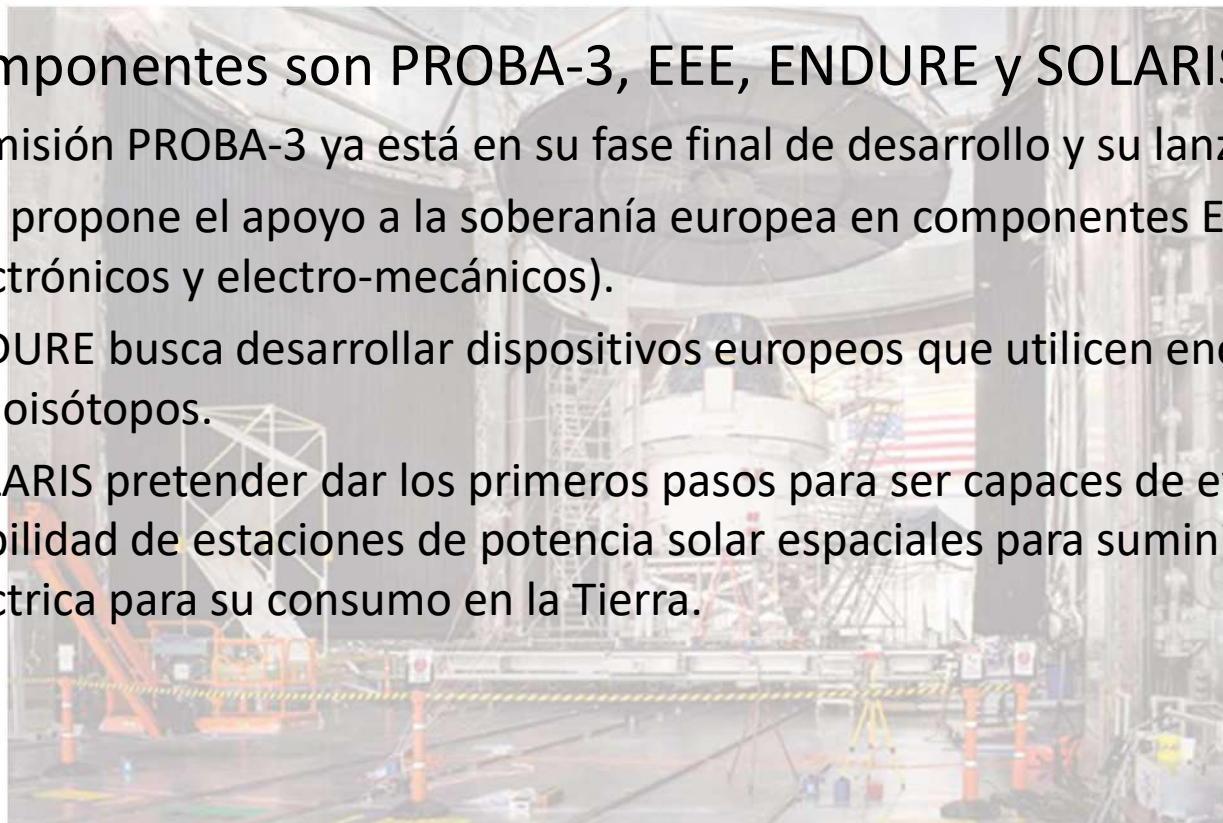 mponentes son PROBA-3, EEE, ENDURE y SOLARIS
misión PROBA-3 ya está en su fase final de desarrollo y su lanz
propone el apoyo a la soberanía europea en componentes E
ctrónicos y electro-mecánicos).
DURE busca desarrollar dispositivos europeos que utilicen ene
oisótopos.
ARIS pretender dar los primeros pasos para ser capaces de e
bilidad de estaciones de potencia solar espaciales para sumin
ctrica para su consumo en la Tierra.